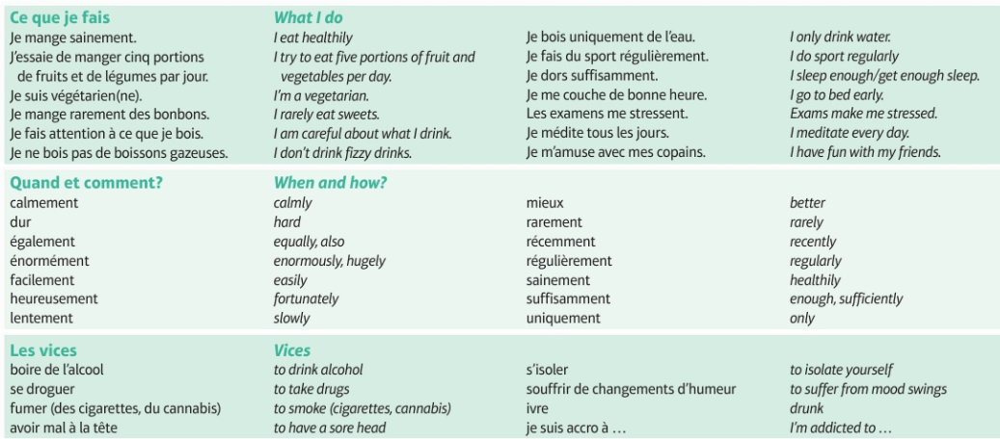 Ce que je fais What I do
Je mange sainement. I eat healthily
J'essaie de manger cinq portions I try to eat five portions of fruit and
de fruits et de légumes par jour. vegetables per day.
Je suis végétarien(ne). I'm a vegetarian.
Je mange rarement des bonbons. I rarely eat sweets.
Je fais attention à ce que je bois. I am careful about what I drink.
Je ne bois pas de boissons gazeuses. I don't drink fizzy drinks.
Je bois uniquement de l'eau. I only drink water.
Je fais du sport régulièrement. I do sport regularly
Je dors suffisamment. I sleep enough/get enough sleep.
Je me couche de bonne heure. I go to bed early.
Les examens me stressent. Exams make me stressed.
Je médite tous les jours. I meditate every day.
Je m'amuse avec mes copains. I have fun with my friends.
Quand et comment? When and how?
calmement calmly
dur hard
également equally, also
énormément enormously, hugely
facilement easily
heureusement fortunately
lentement slowly
mieux better
rarement rarely
récemment recently
régulièrement regularly
sainement healthily
suffisamment enough, sufficiently
uniquement only
Les vices Vices
boire de l'alcool to drink alcohol
se droguer to take drugs
fumer (des cigarettes, du cannabis) to smoke (cigarettes, cannabis)
avoir mal à la tête to have a sore head
s'isoler to isolate yourself
souffrir de changements d'humeur to suffer from mood swings
ivre drunk
je suis accro à … I'm addicted to …